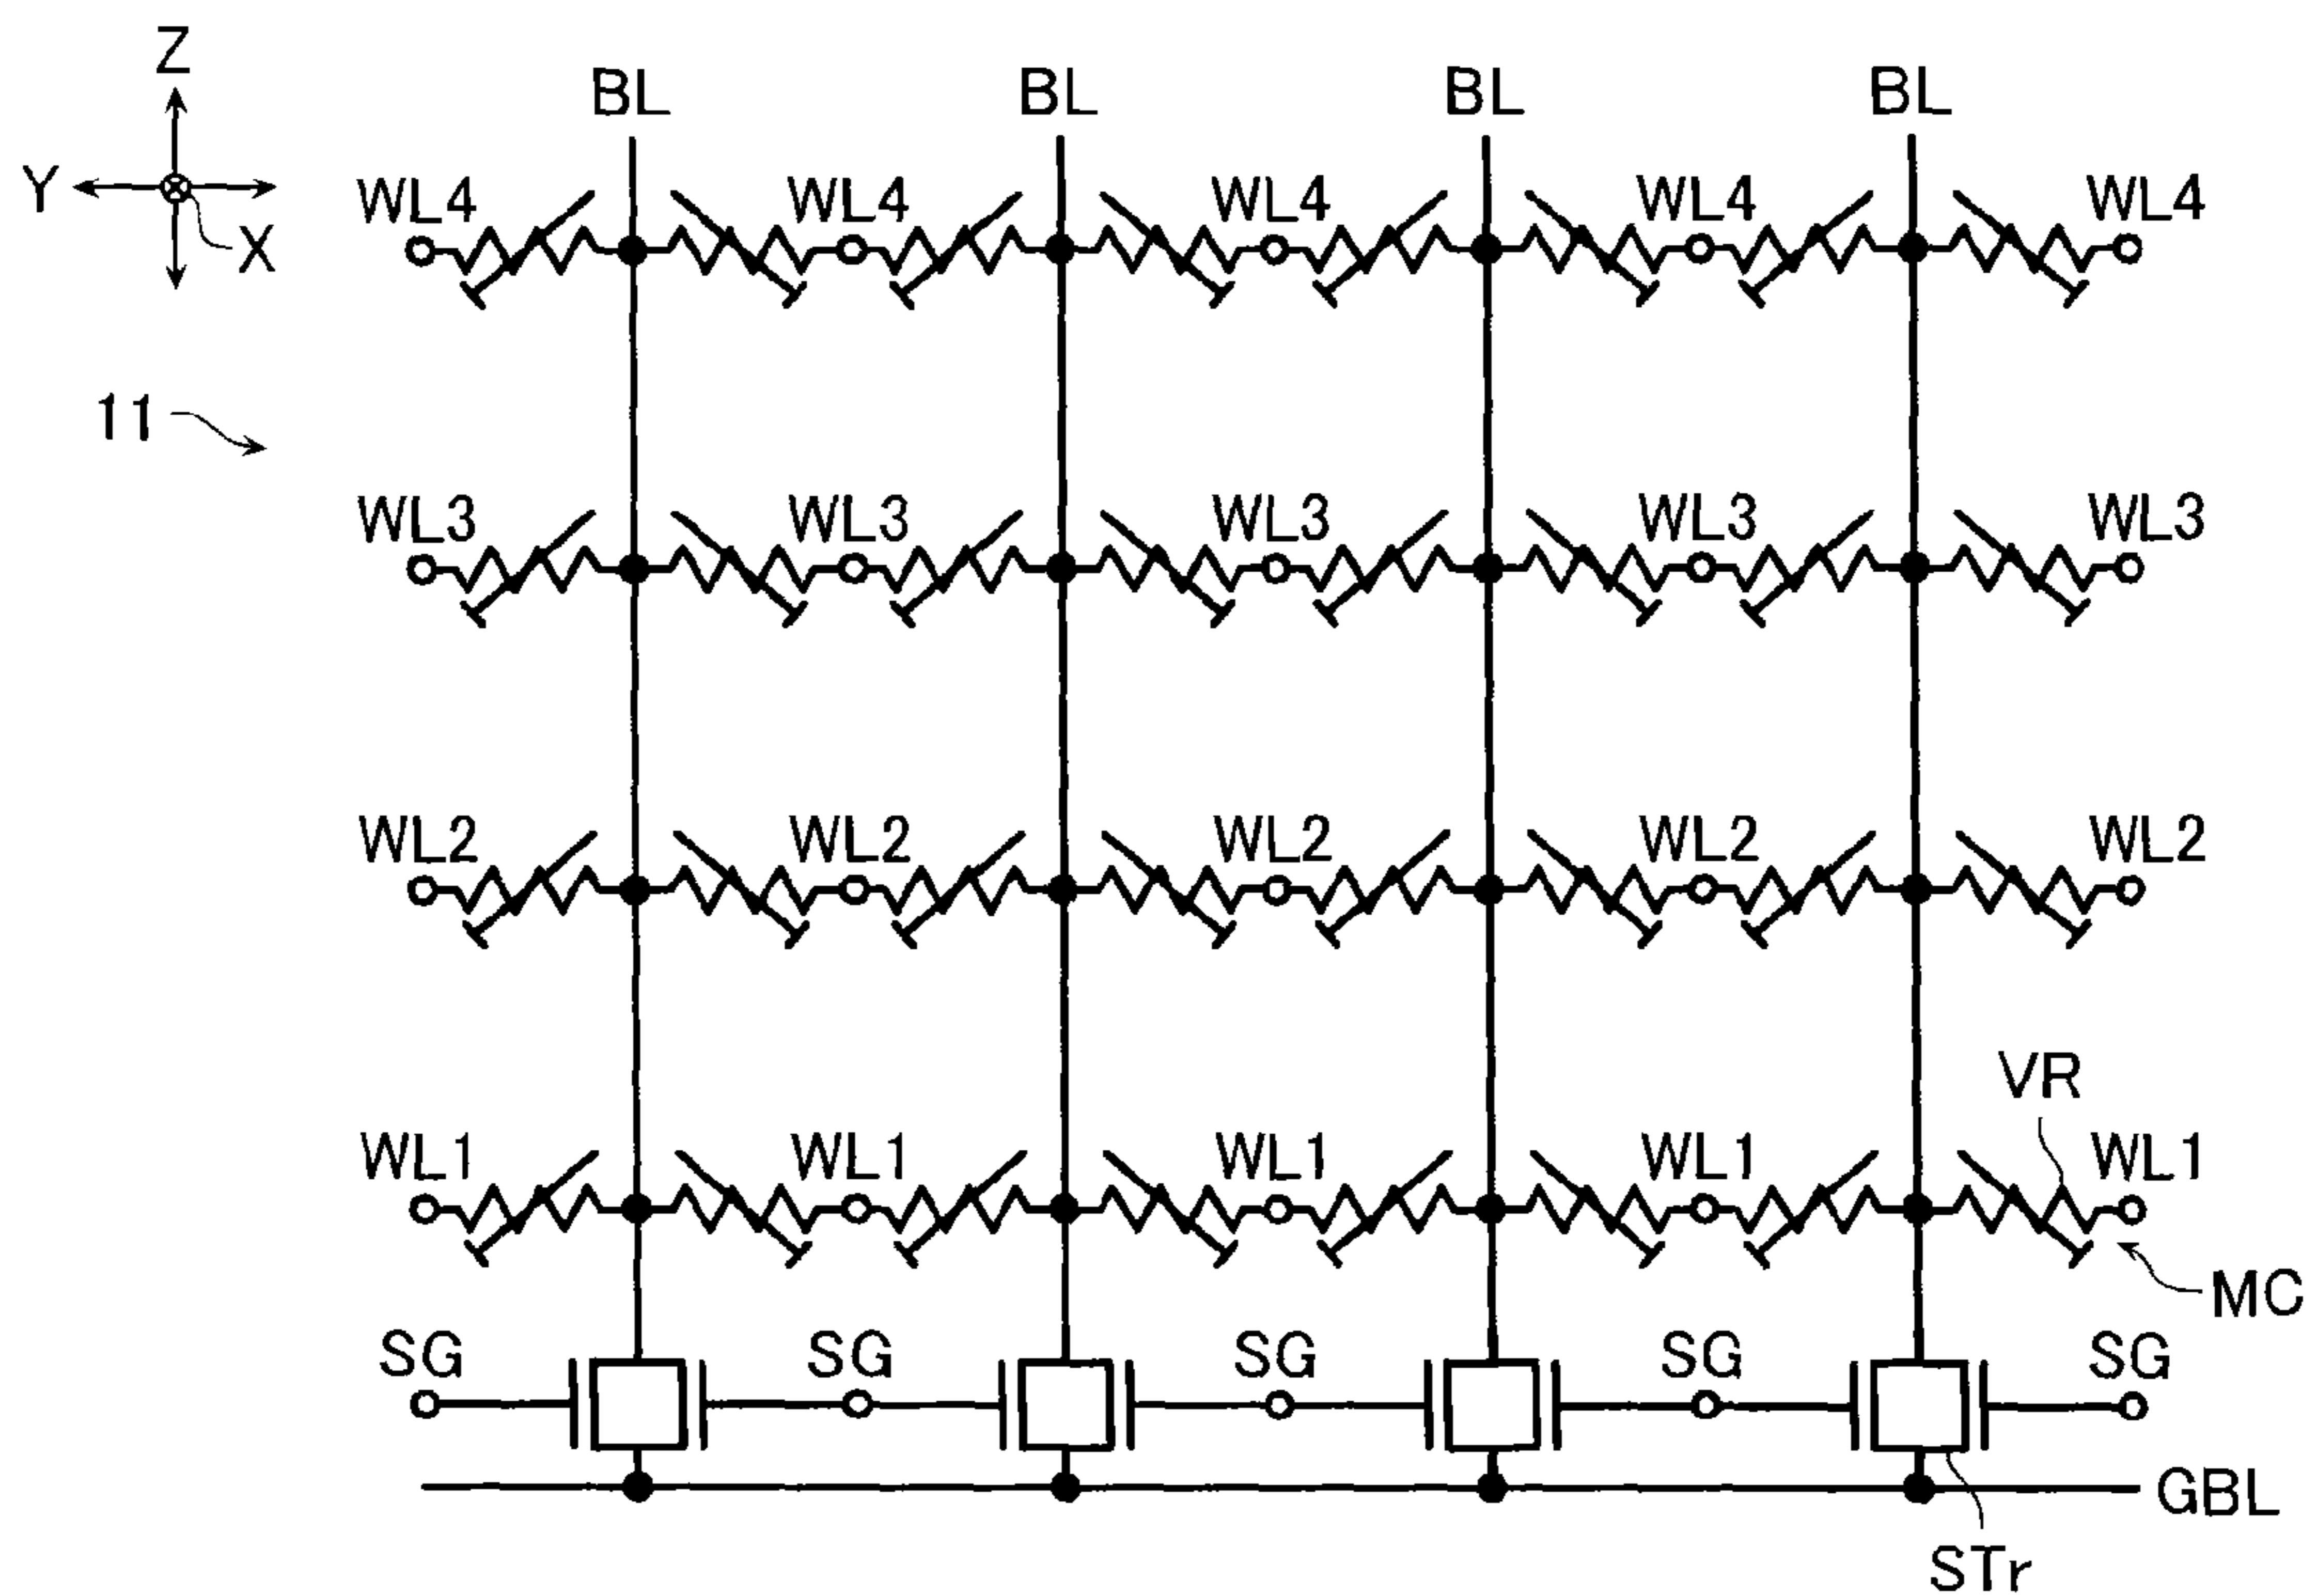 Z
Y
X
BL BL BL BL
WL4 WL4 WL4 WL4 WL4
11
WL3 WL3 WL3 WL3 WL3
WL2 WL2 WL2 WL2 WL2
VR
WL1 WL1 WL1 WL1 WL1
MC
SG SG SG SG SG
GBL
STr